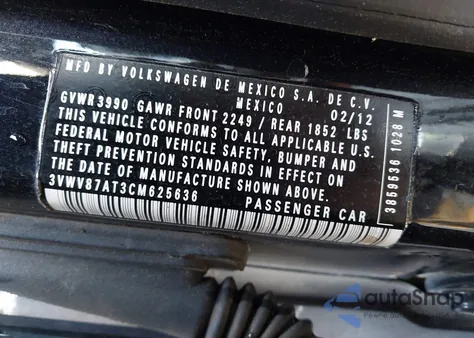 MFD BY VOLKSWAGEN DE MEXICO S.A. DE C.V.
MEXICO 02/12
GVWR 3990 GAWR FRONT 2249 / REAR 1852 LBS
THIS VEHICLE CONFORMS TO ALL APPLICABLE U.S.
FEDERAL MOTOR VEHICLE SAFETY, BUMPER AND
THEFT PREVENTION STANDARDS IN EFFECT ON
THE DATE OF MANUFACTURE SHOWN ABOVE.
3VWV87AT3CM625636 PASSENGER CAR
3859536 1028 M
autoShop